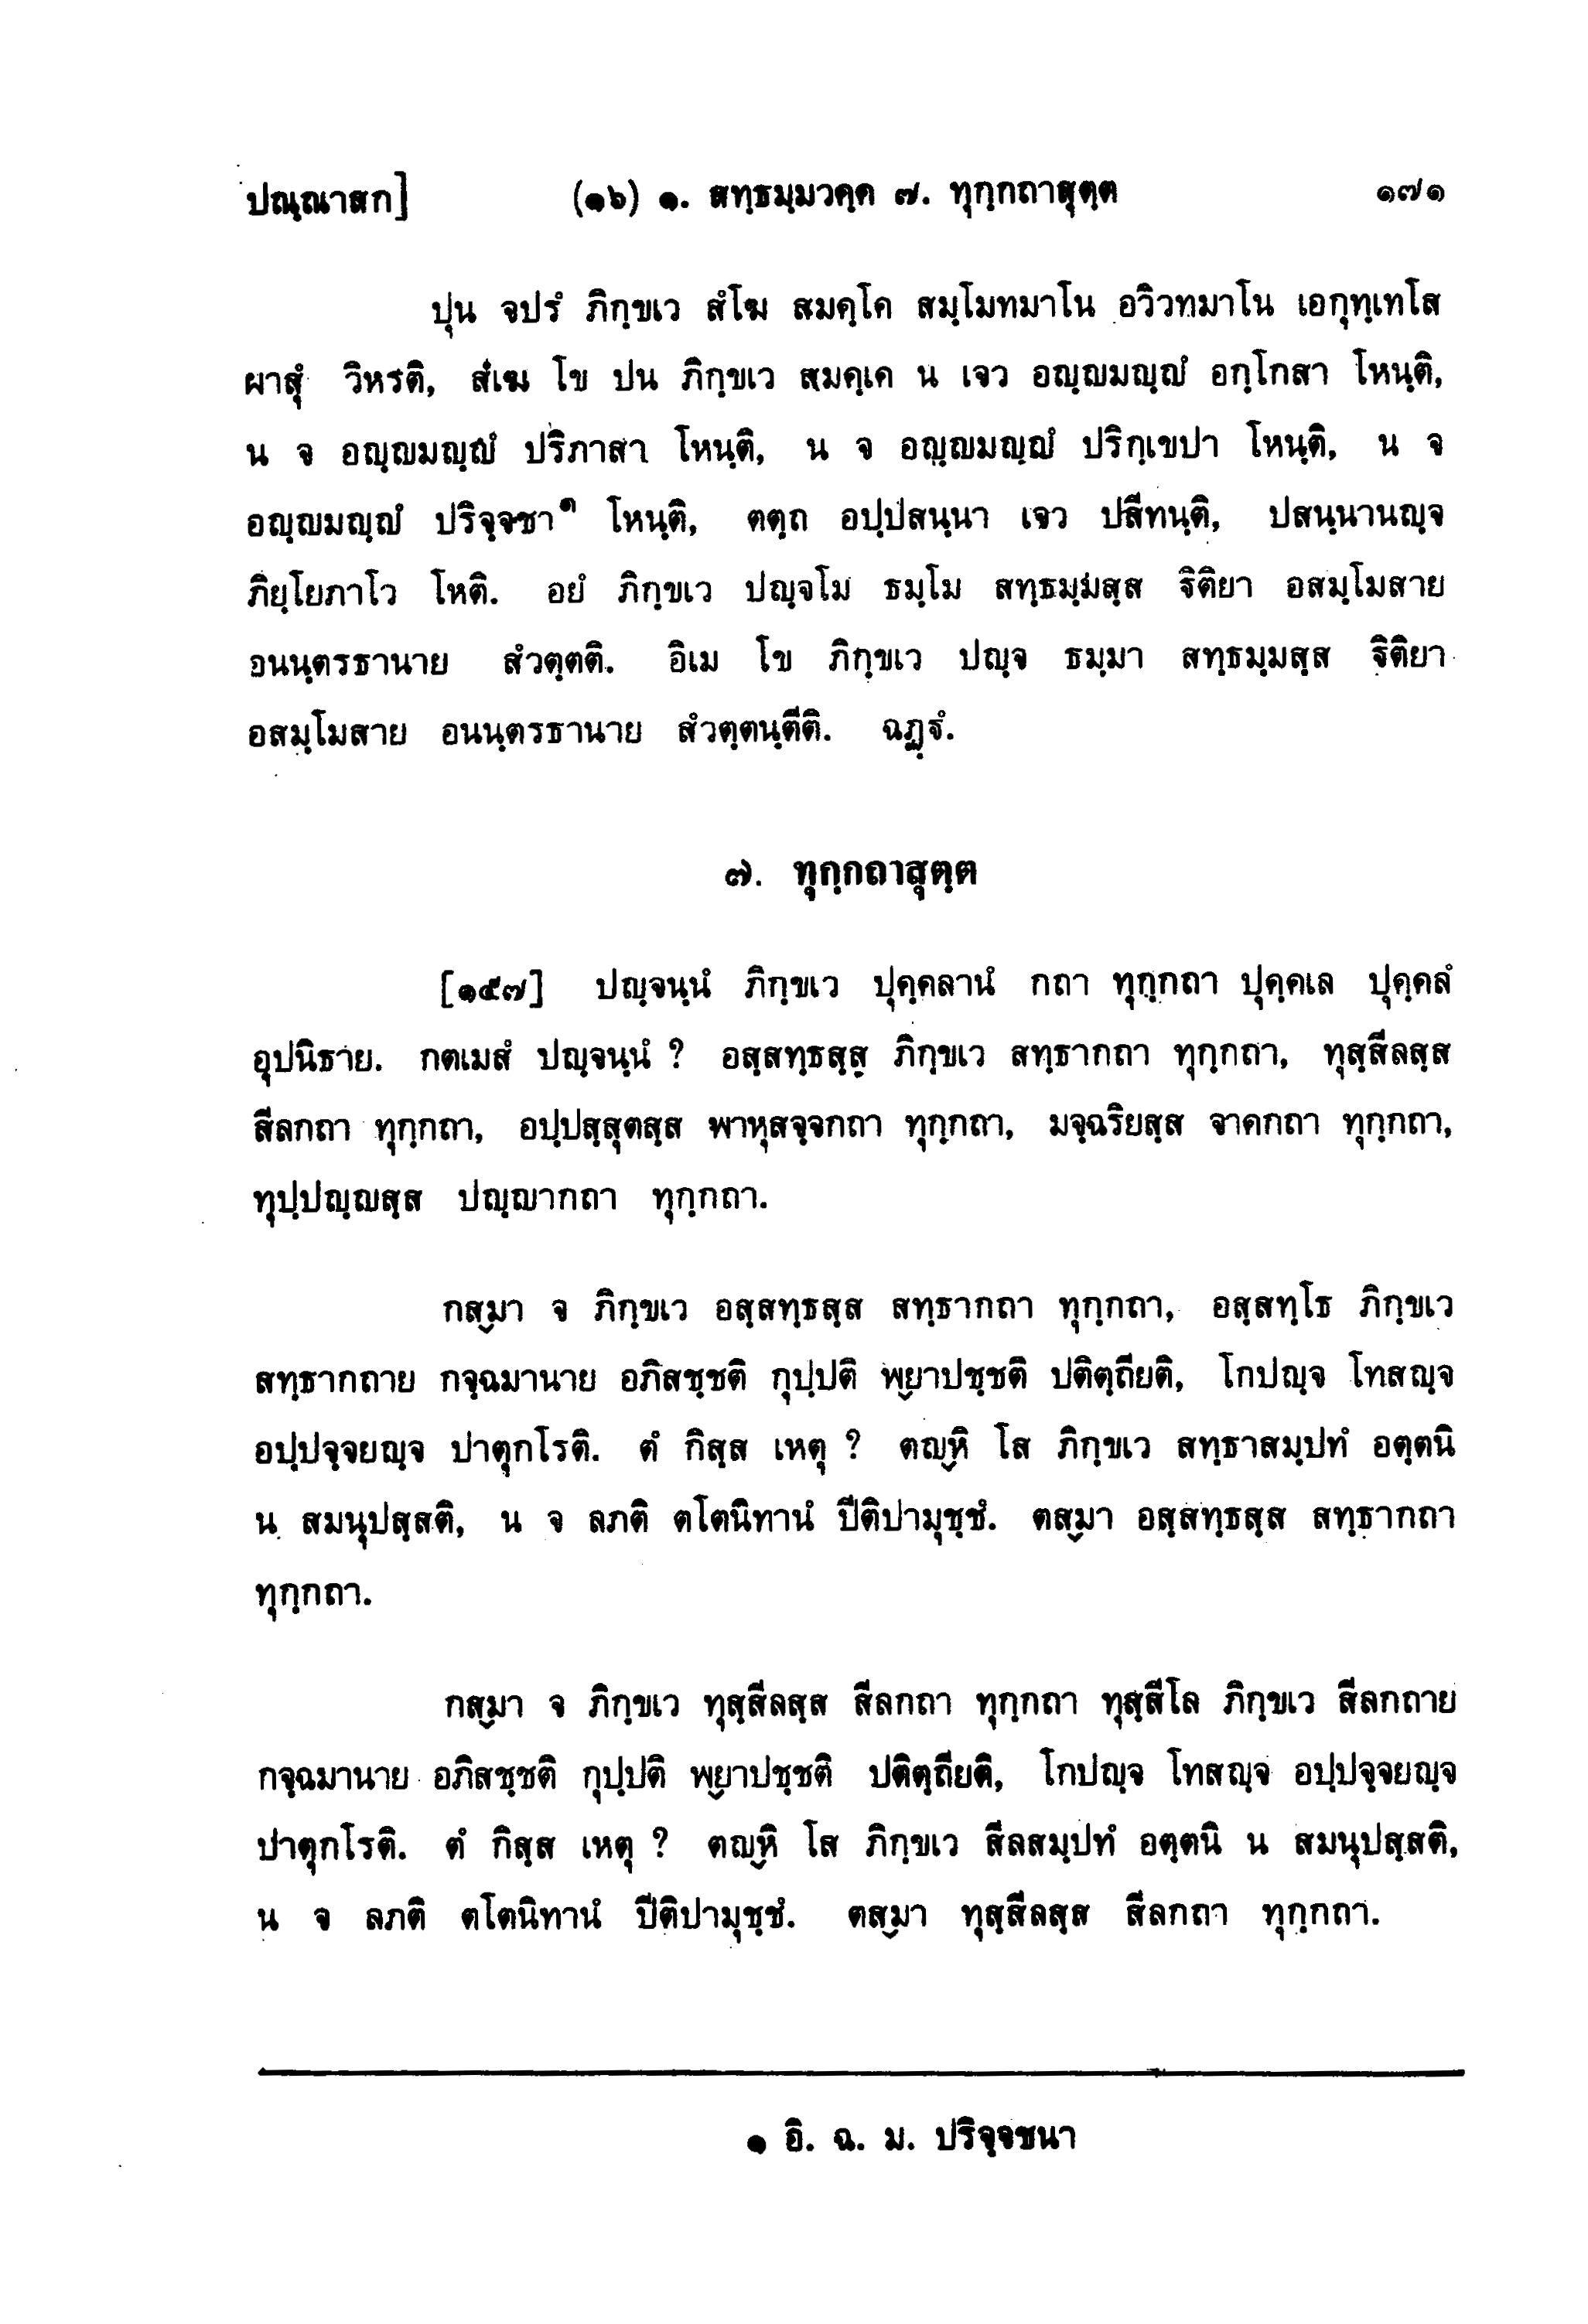 ปณฺณาสก] (๑๖) ๑. สทฺธมฺมวคฺค ๗. ทุกฺกถาสุตฺต ๑๗๑
ปุน จปรํ ภิกฺขเว สํโฆ สมคฺโค สมฺโมทมาโน อวิวทมาโน เอกุทฺเทโส
ผาสุํ วิหรติ, สํเฆ โข ปน ภิกฺขเว สมคฺเค น เจว อญฺญมญฺญํ อกฺโกสา โหนฺติ,
น จ อญฺญมญฺญํ ปริภาสา โหนฺติ, น จ อญฺญมญฺญํ ปริกฺเขปา โหนฺติ, น จ
อญฺญมญฺญํ ปริจฺจชา๑ โหนฺติ, ตตฺถ อปฺปสนฺนา เจว ปสีทนฺติ, ปสนฺนานญฺจ
ภิยฺโยภาโว โหติ. อยํ ภิกฺขเว ปญฺจโม ธมฺโม สทฺธมฺมสฺส ฐิติยา อสมฺโมสาย
อนนฺตรธานาย สํวตฺตติ. อิเม โข ภิกฺขเว ปญฺจ ธมฺมา สทฺธมฺมสฺส ฐิติยา
อสมฺโมสาย อนนฺตรธานาย สํวตฺตนฺตีติ. ฉฏฺฐํ.
๗. ทุกฺกถาสุตฺต
[๑๕๗] ปญฺจนฺนํ ภิกฺขเว ปุคฺคลานํ กถา ทุกฺกถา ปุคฺคเล ปุคฺคลํ
อุปนิธาย. กตเมสํ ปญฺจนฺนํ ? อสฺสทฺธสฺส ภิกฺขเว สทฺธากถา ทุกฺกถา, ทุสฺสีลสฺส
สีลกถา ทุกฺกถา, อปฺปสฺสุตสฺส พาหุสจฺจกถา ทุกฺกถา, มจฺฉริยสฺส จาคกถา ทุกฺกถา,
ทุปฺปญฺญสฺส ปญฺญากถา ทุกฺกถา.
กสฺมา จ ภิกฺขเว อสฺสทฺธสฺส สทฺธากถา ทุกฺกถา, อสฺสทฺโธ ภิกฺขเว
สทฺธากถาย กจฺฉมานาย อภิสชฺชติ กุปฺปติ พฺยาปชฺชติ ปติตฺถียติ, โกปญฺจ โทสญฺจ
อปฺปจฺจยญฺจ ปาตุกโรติ. ตํ กิสฺส เหตุ ? ตญฺหิ โส ภิกฺขเว สทฺธาสมฺปทํ อตฺตนิ
น สมนุปสฺสติ, น จ ลภติ ตโตนิทานํ ปีติปามุชฺชํ. ตสฺมา อสฺสทฺธสฺส สทฺธากถา
ทุกฺกถา.
กสฺมา จ ภิกฺขเว ทุสฺสีลสฺส สีลกถา ทุกฺกถา ทุสฺสีโล ภิกฺขเว สีลกถาย
กจฺฉมานาย อภิสชฺชติ กุปฺปติ พฺยาปชฺชติ ปติตฺถียติ, โกปญฺจ โทสญฺจ อปฺปจฺจยญฺจ
ปาตุกโรติ. ตํ กิสฺส เหตุ ? ตญฺหิ โส ภิกฺขเว สีลสมฺปทํ อตฺตนิ น สมนุปสฺสติ,
น จ ลภติ ตโตนิทานํ ปีติปามุชฺชํ. ตสฺมา ทุสฺสีลสฺส สีลกถา ทุกฺกถา.
๑ อิ. ฉ. ม. ปริจฺจชนา